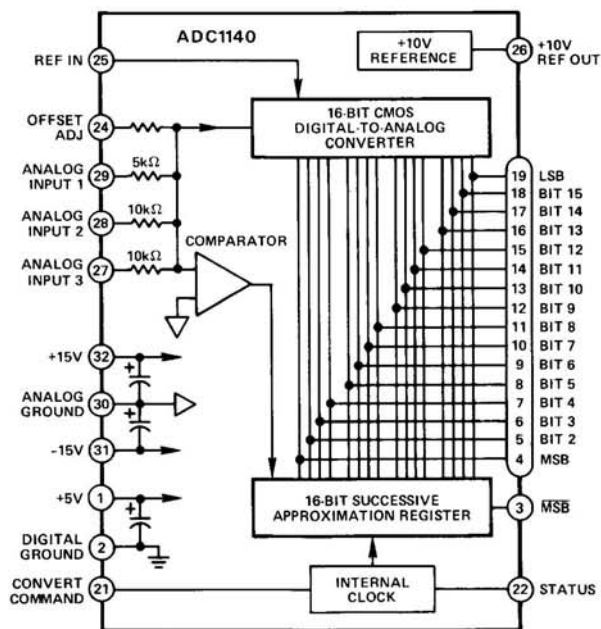 ADC1140
+10V
REFERENCE
26
+10V
REF OUT
REF IN
25
OFFSET
ADJ
24
16-BIT CMOS
DIGITAL-TO-ANALOG
CONVERTER
ANALOG
INPUT 1
29
5kΩ
ANALOG
INPUT 2
28
10kΩ
ANALOG
INPUT 3
27
10kΩ
COMPARATOR
19 LSB
18 BIT 15
17 BIT 14
16 BIT 13
15 BIT 12
14 BIT 11
13 BIT 10
12 BIT 9
11 BIT 8
10 BIT 7
9 BIT 6
8 BIT 5
7 BIT 4
6 BIT 3
5 BIT 2
4 MSB
+15V
32
+
ANALOG
GROUND
30
+
-15V
31
+5V
1
+
DIGITAL
GROUND
2
16-BIT SUCCESSIVE
APPROXIMATION REGISTER
3
M̅S̅B̅
CONVERT
COMMAND
21
INTERNAL
CLOCK
22
STATUS